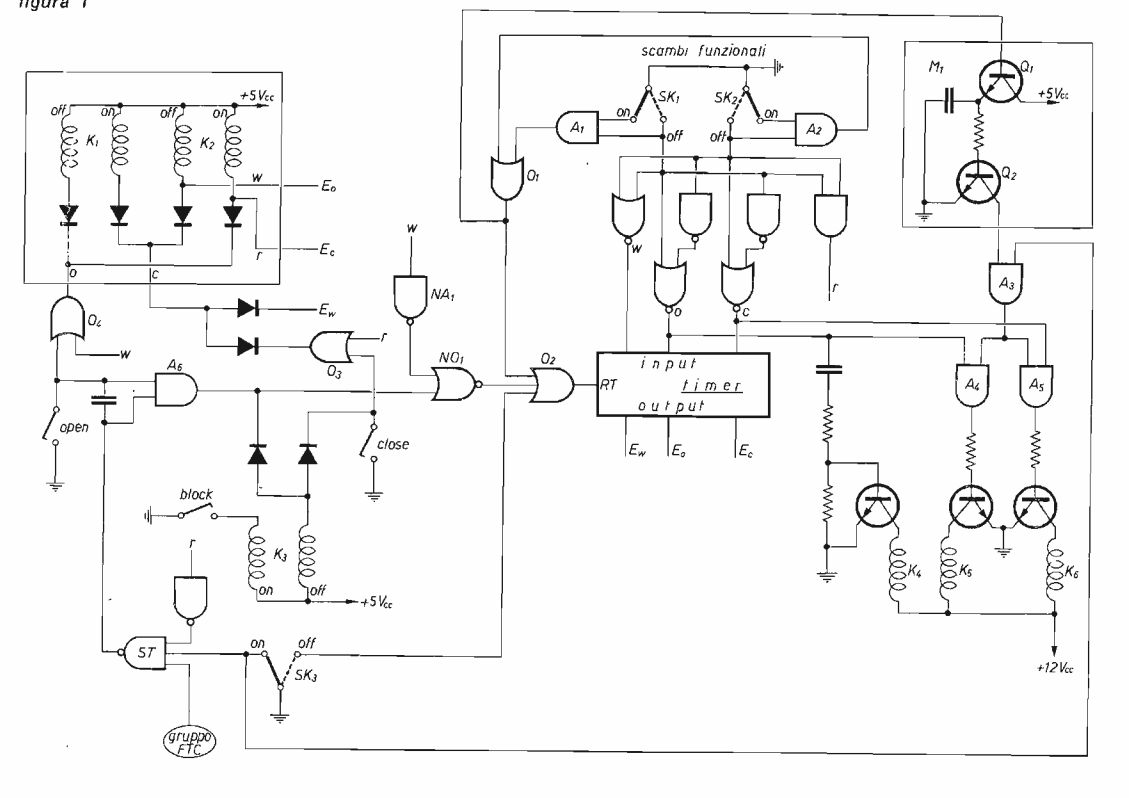 figura 1
scambi funzionali
off on off on +5Vcc
K1 K2
w Eo
r Ec
o c
Ew
O4 w
A6
open
O3 r
close
w
NA1
NO1
O1
O2
A1 on SK1 off
SK2 off on A2
w o c r
RT
input
timer
output
Ew Eo Ec
M1 Q1
+5Vcc
Q2
A3
A4 A5
K4 K5 K6
+12Vcc
block
K3
on off
+5Vcc
r
ST
on off
SK3
gruppo
FTC